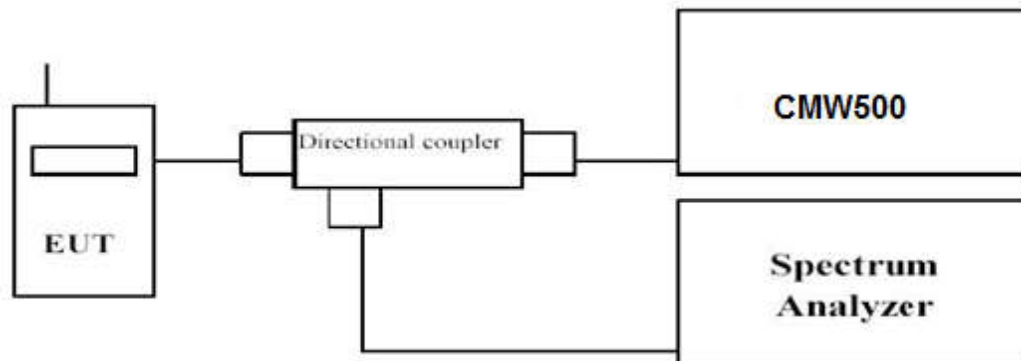 EUT
Directional coupler
CMW500
Spectrum
Analyzer